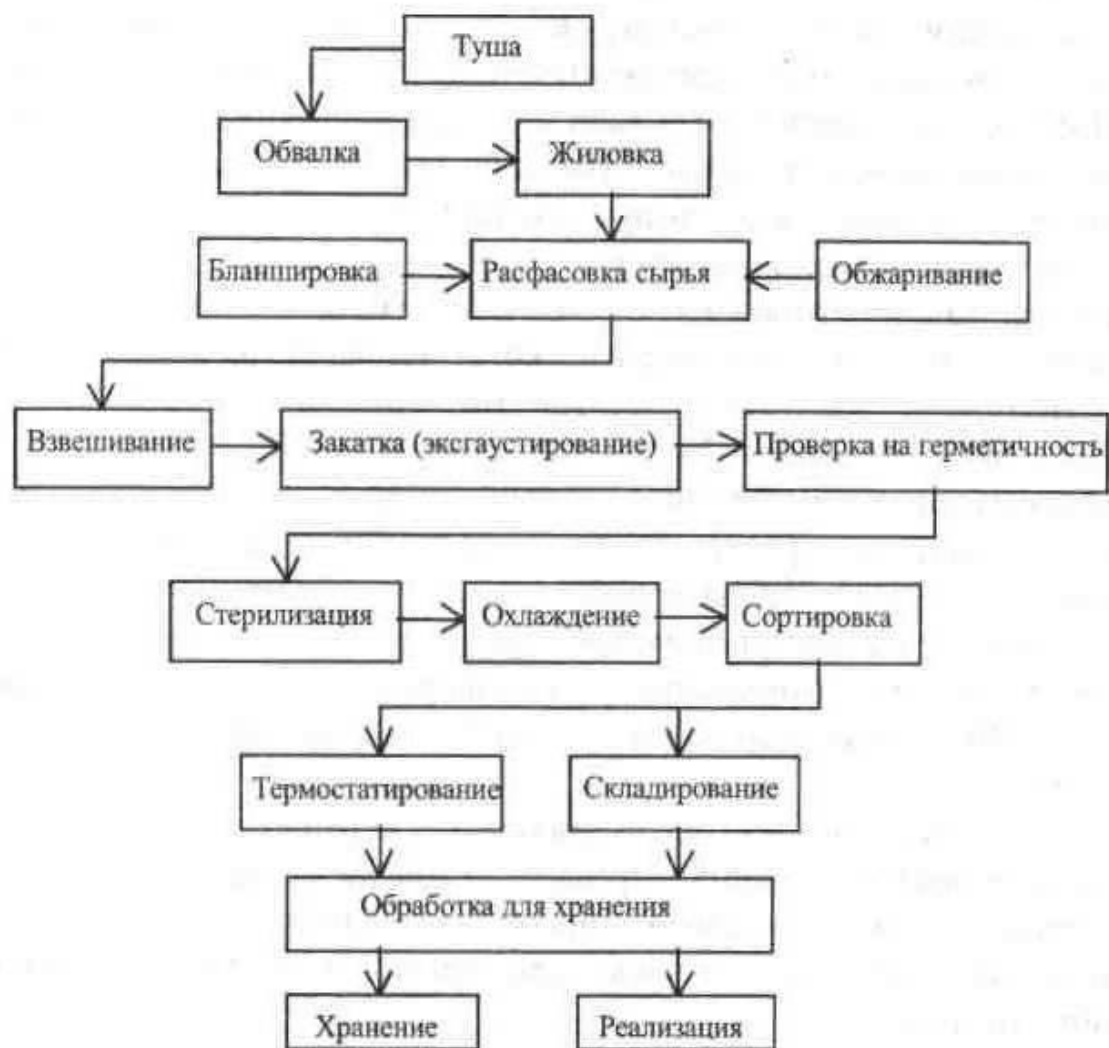 Туша
Обвалка
Жиловка
Бланшировка
Расфасовка сырья
Обжаривание
Взвешивание
Закатка (эксгаустирование)
Проверка на герметичность
Стерилизация
Охлаждение
Сортировка
Термостатирование
Складирование
Обработка для хранения
Хранение
Реализация